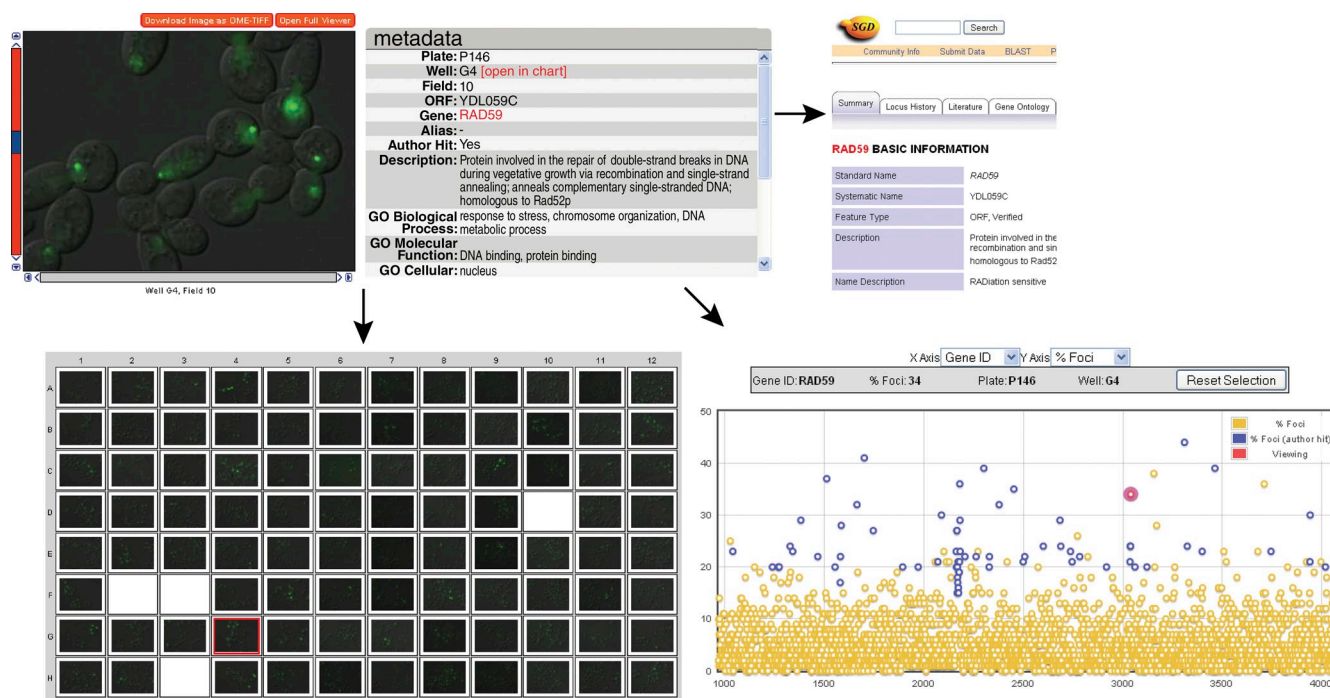 Download Image as OME-TIFF Open Full Viewer
Well G4, Field 10
metadata
Plate: P146
Well: G4 [open in chart]
Field: 10
ORF: YDL059C
Gene: RAD59
Alias: -
Author Hit: Yes
Description: Protein involved in the repair of double-strand breaks in DNA
during vegetative growth via recombination and single-strand
annealing; anneals complementary single-stranded DNA;
homologous to Rad52p
GO Biological response to stress, chromosome organization, DNA
Process: metabolic process
GO Molecular
Function: DNA binding, protein binding
GO Cellular: nucleus
SGD Search
Community Info Submit Data BLAST P
Summary Locus History Literature Gene Ontology
RAD59 BASIC INFORMATION
Standard Name RAD59
Systematic Name YDL059C
Feature Type ORF, Verified
Description Protein involved in the
recombination and sin
homologous to Rad52
Name Description RADiation sensitive
1 2 3 4 5 6 7 8 9 10 11 12
A
B
C
D
E
F
G
H
X Axis Gene ID Y Axis % Foci
Gene ID: RAD59 % Foci: 34 Plate: P146 Well: G4 Reset Selection
% Foci
% Foci (author hit)
Viewing
50
40
30
20
10
0
1000 1500 2000 2500 3000 3500 4000